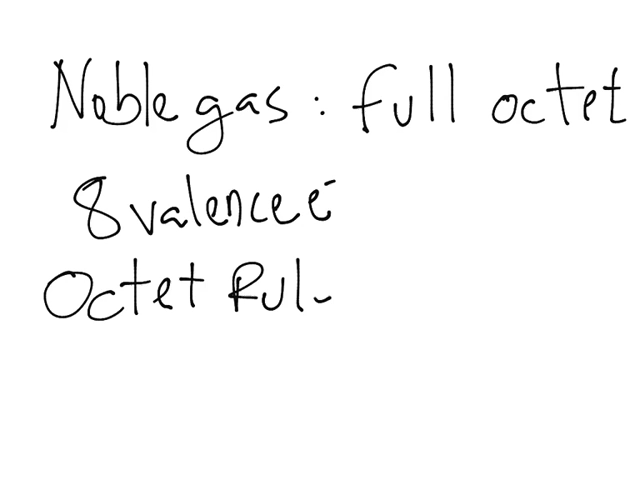 Noble gas: full octet
8 valence e⁻
Octet Rul